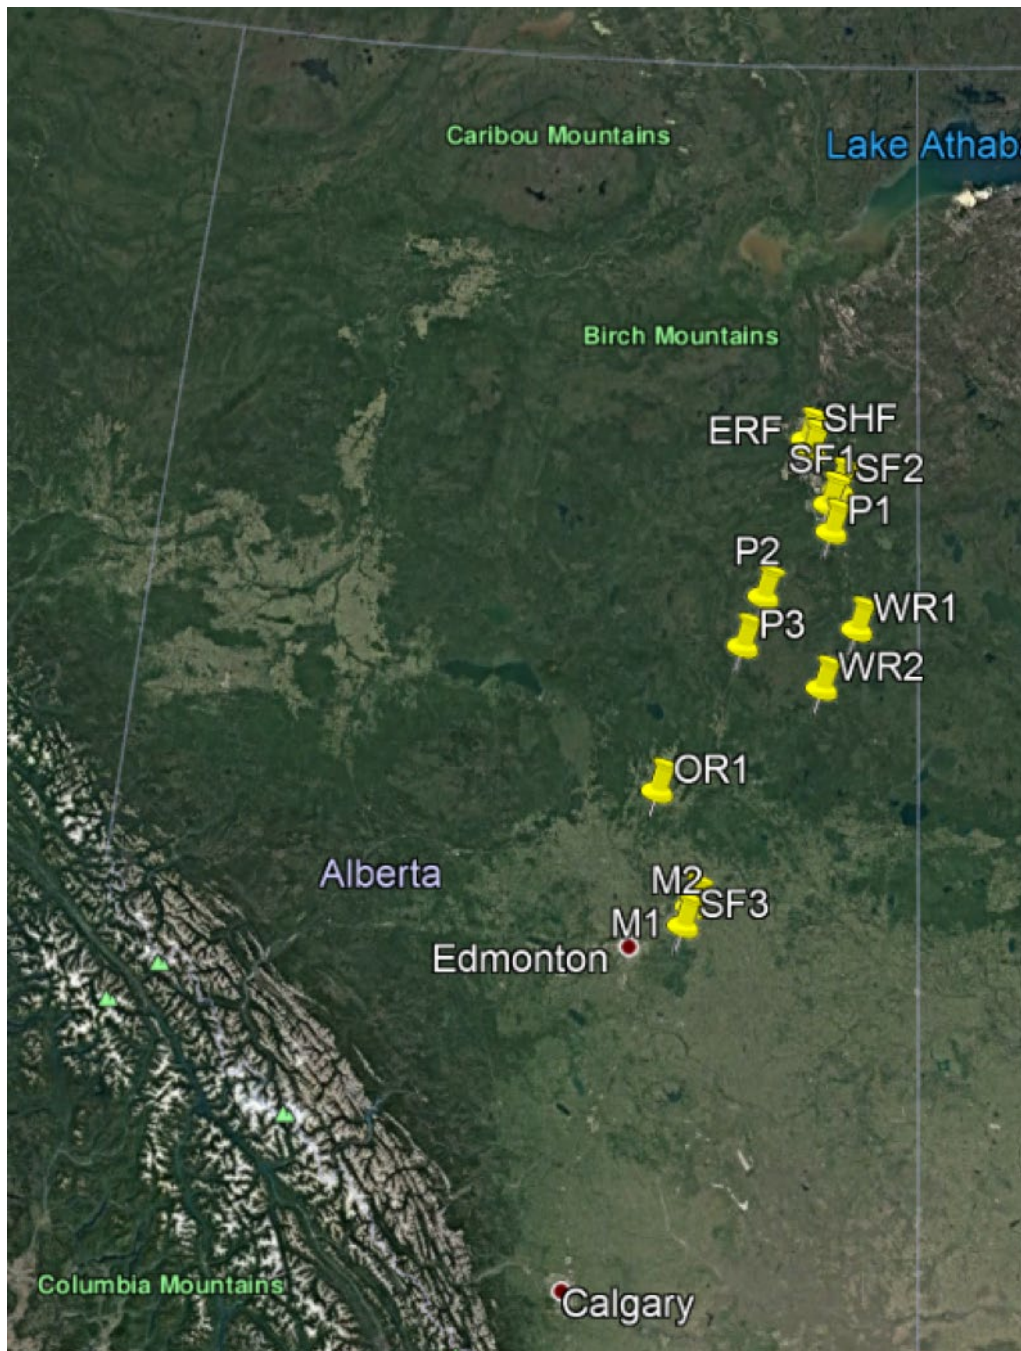 Caribou Mountains
Lake Athab
Birch Mountains
SHF
ERF
SF1
SF2
P1
P2
WR1
P3
WR2
OR1
Alberta
M2
SF3
M1
Edmonton
Columbia Mountains
Calgary